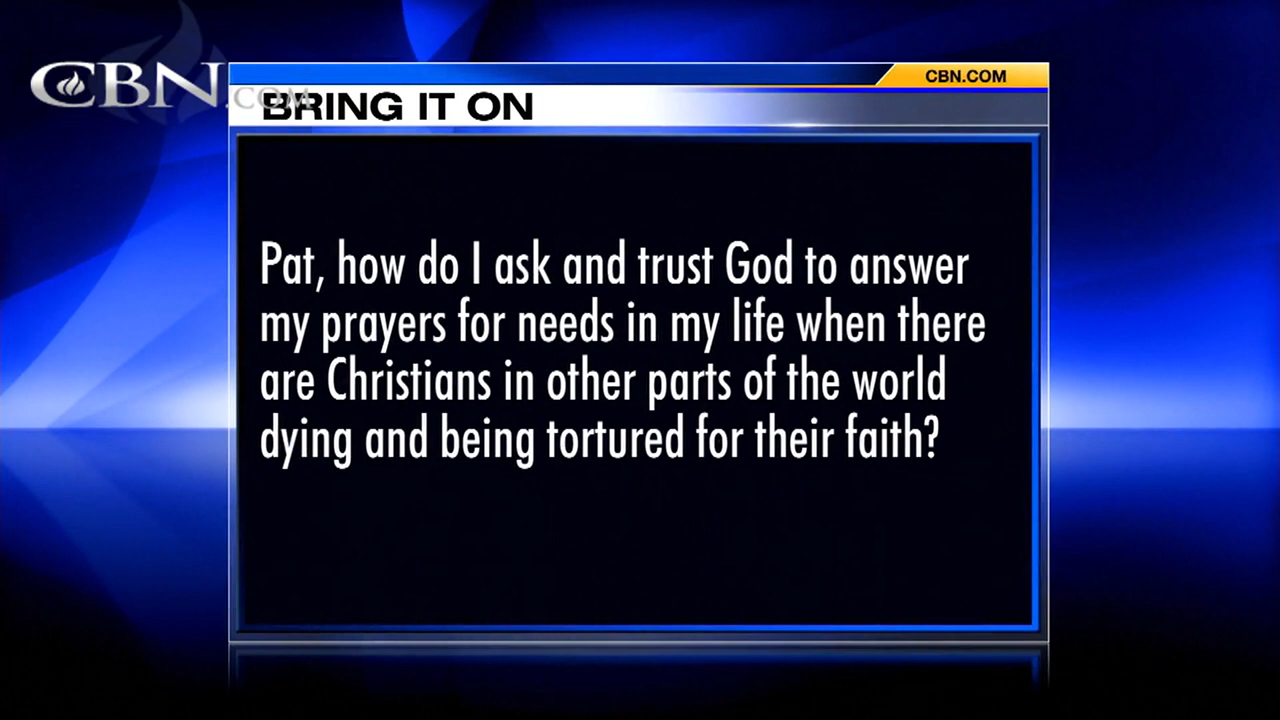 CBN.COM
CBN.COM
BRING IT ON
Pat, how do I ask and trust God to answer
my prayers for needs in my life when there
are Christians in other parts of the world
dying and being tortured for their faith?